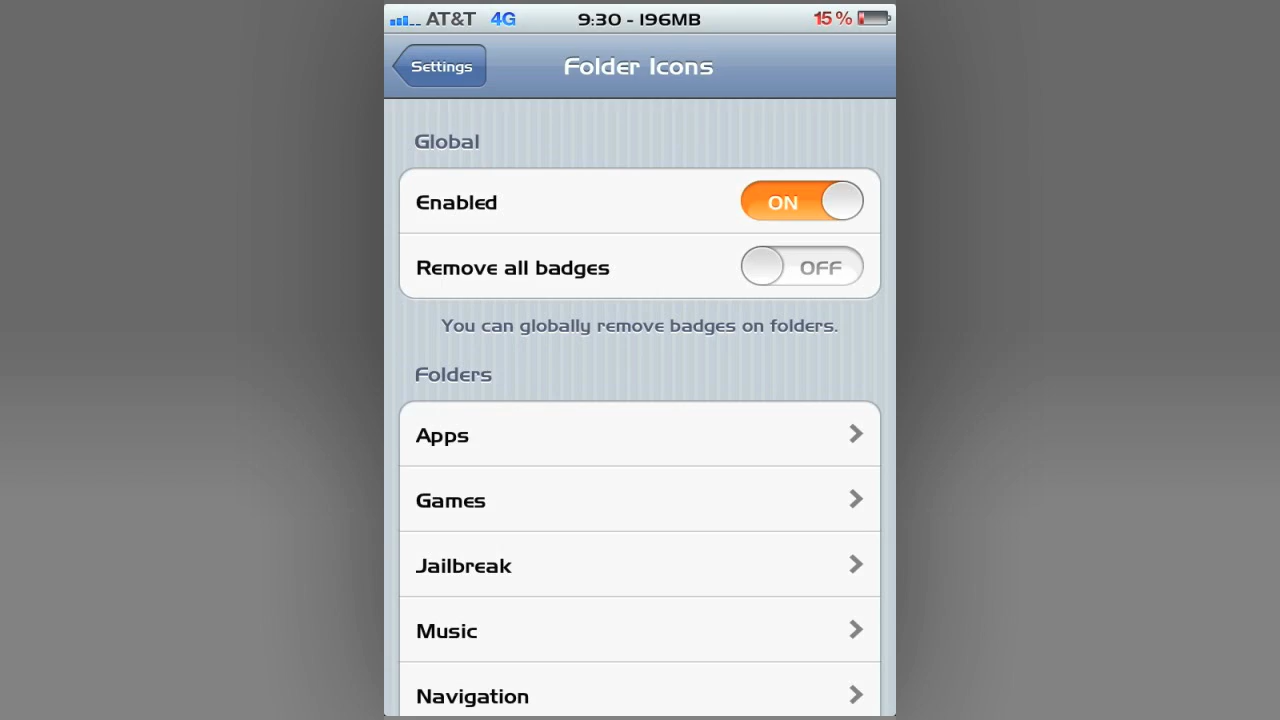 AT&T 4G 9:30 - 196MB 15 %
Settings Folder Icons
Global
Enabled ON
Remove all badges OFF
You can globally remove badges on folders.
Folders
Apps
Games
Jailbreak
Music
Navigation